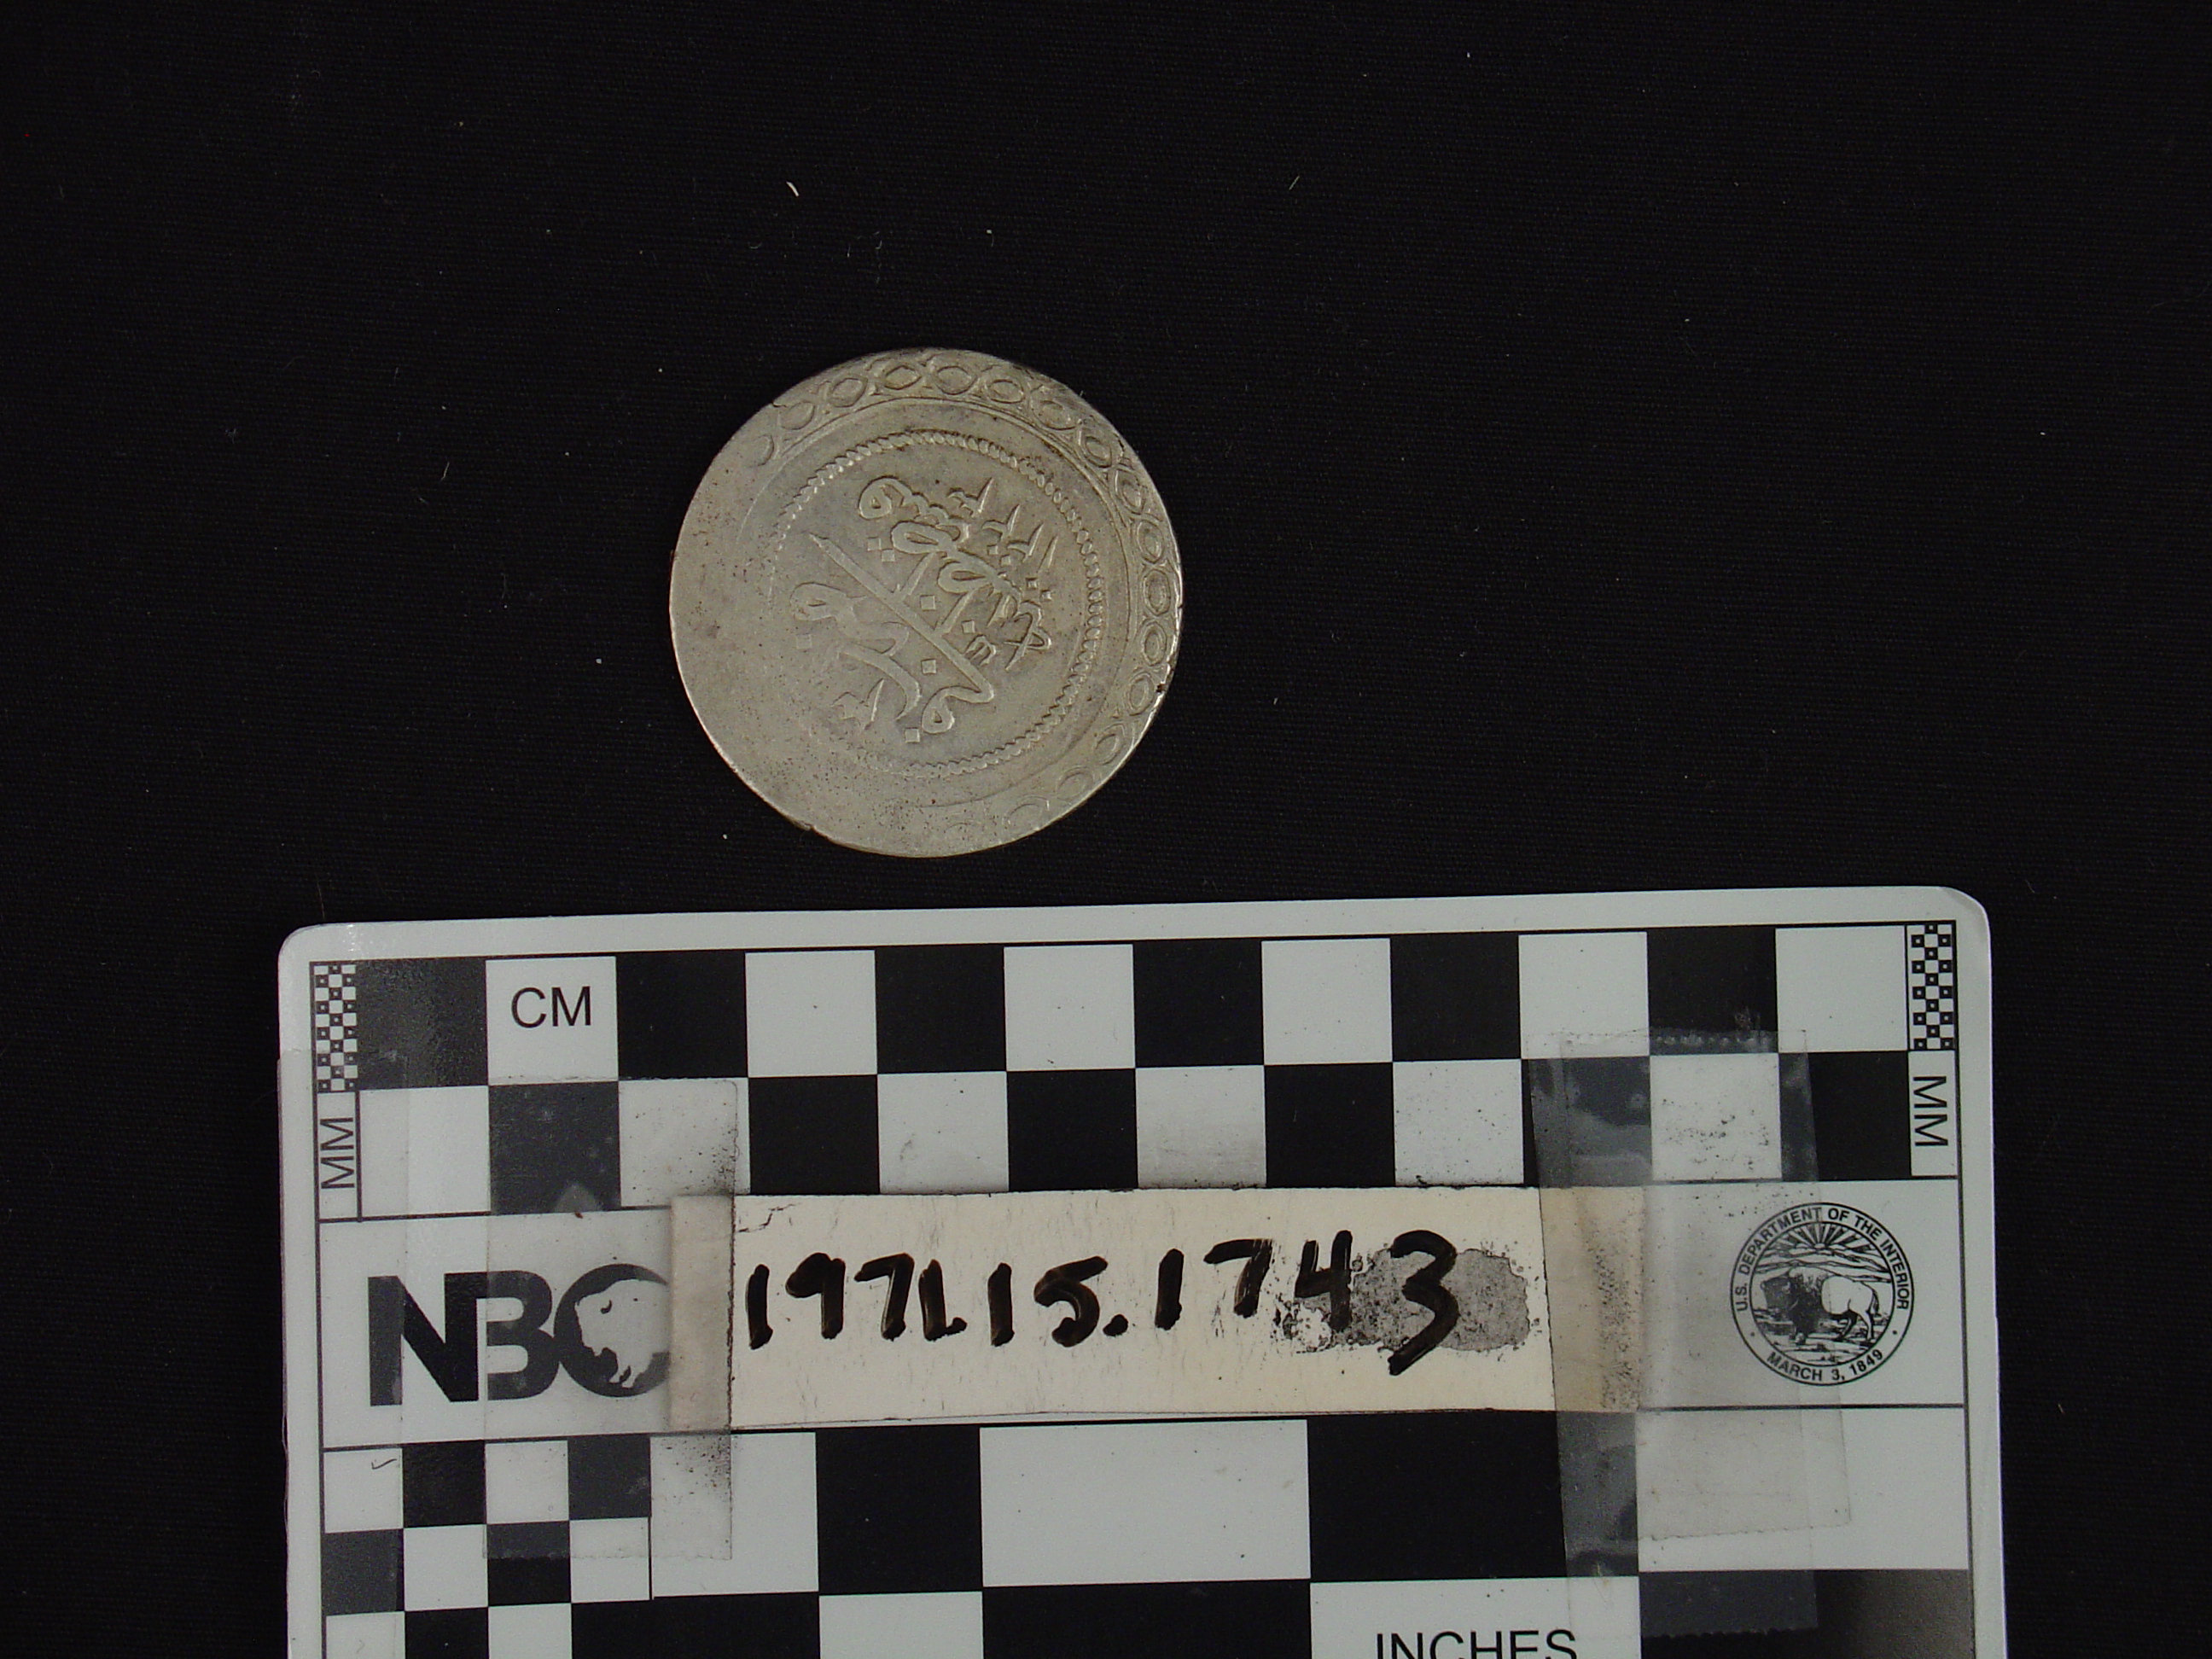 CM
MM
MM
NBC
1971.15.1743
U.S. DEPARTMENT OF THE INTERIOR
MARCH 3, 1849
INCHES